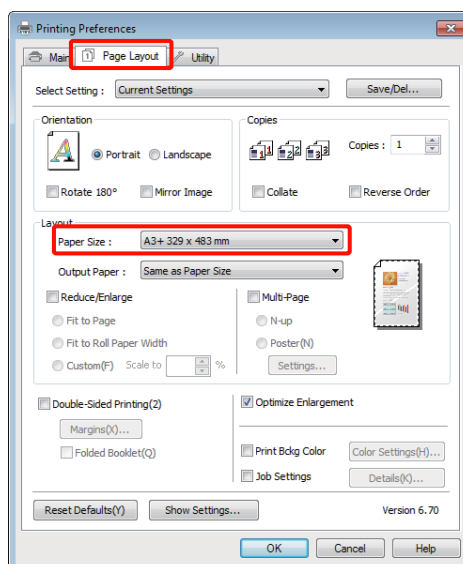 Printing Preferences
Main Page Layout Utility
Select Setting : Current Settings Save/Del...
Orientation
Portrait Landscape
Rotate 180° Mirror Image
Copies
Copies : 1
Collate Reverse Order
Layout
Paper Size : A3+ 329 x 483 mm
Output Paper : Same as Paper Size
Reduce/Enlarge
Fit to Page
Fit to Roll Paper Width
Custom(F) Scale to %
Multi-Page
N-up
Poster(N)
Settings...
Double-Sided Printing(2)
Margins(X)...
Folded Booklet(Q)
Optimize Enlargement
Print Bckg Color Color Settings(H)...
Job Settings Details(K)...
Reset Defaults(Y) Show Settings... Version 6.70
OK Cancel Help